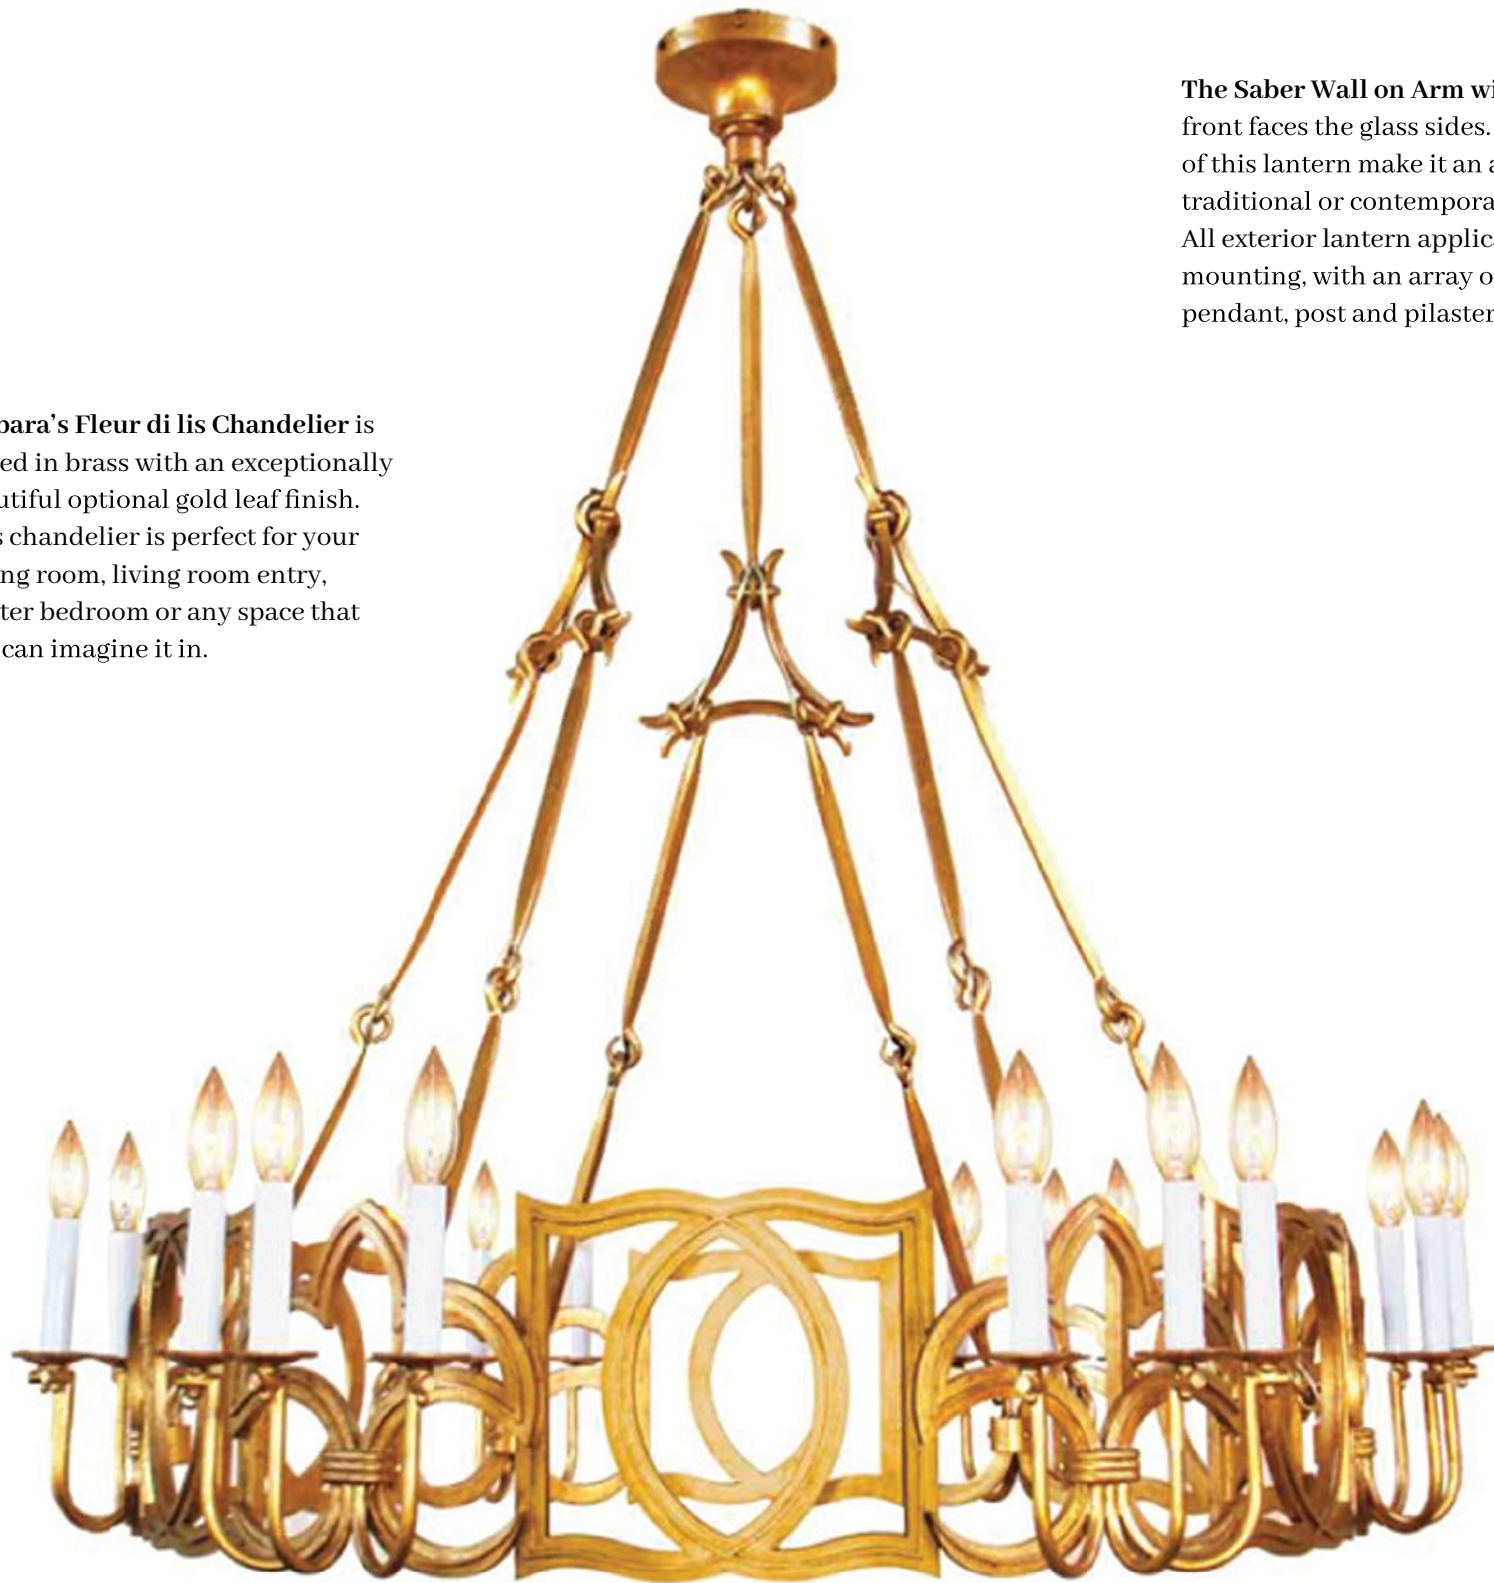 The Saber Wall on Arm wi
front faces the glass sides.
of this lantern make it an a
traditional or contempora
All exterior lantern applic
mounting, with an array o
pendant, post and pilaster
bara’s Fleur di lis Chandelier is
ed in brass with an exceptionally
utiful optional gold leaf finish.
s chandelier is perfect for your
ng room, living room entry,
ter bedroom or any space that
can imagine it in.